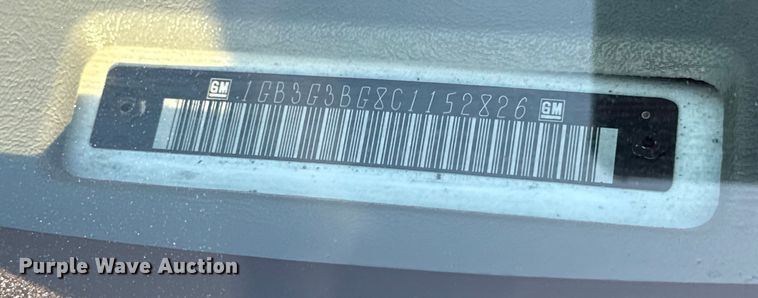 GM 1GB3G3BG8C1152826 GM
Purple Wave Auction